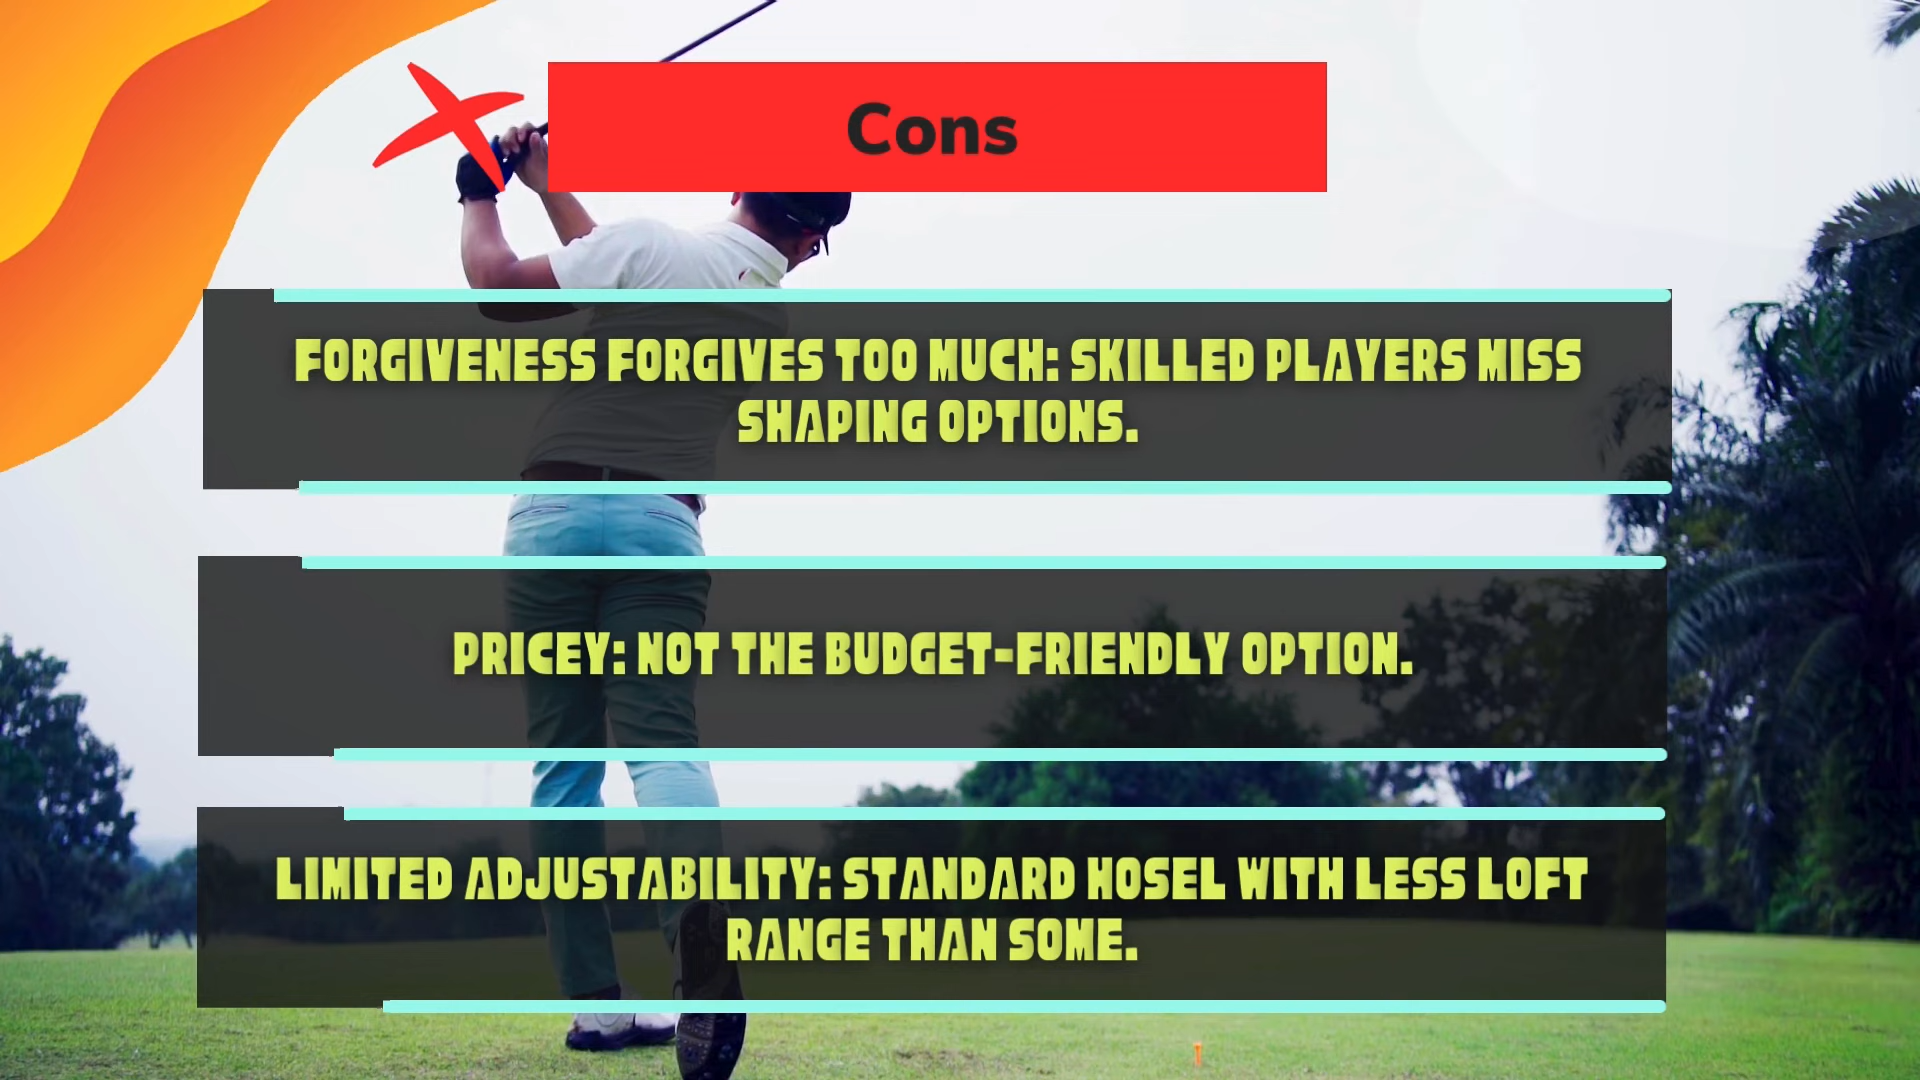 Cons
FORGIVENESS FORGIVES TOO MUCH: SKILLED PLAYERS MISS
SHAPING OPTIONS.
PRICEY: NOT THE BUDGET-FRIENDLY OPTION.
LIMITED ADJUSTABILITY: STANDARD HOSEL WITH LESS LOFT
RANGE THAN SOME.